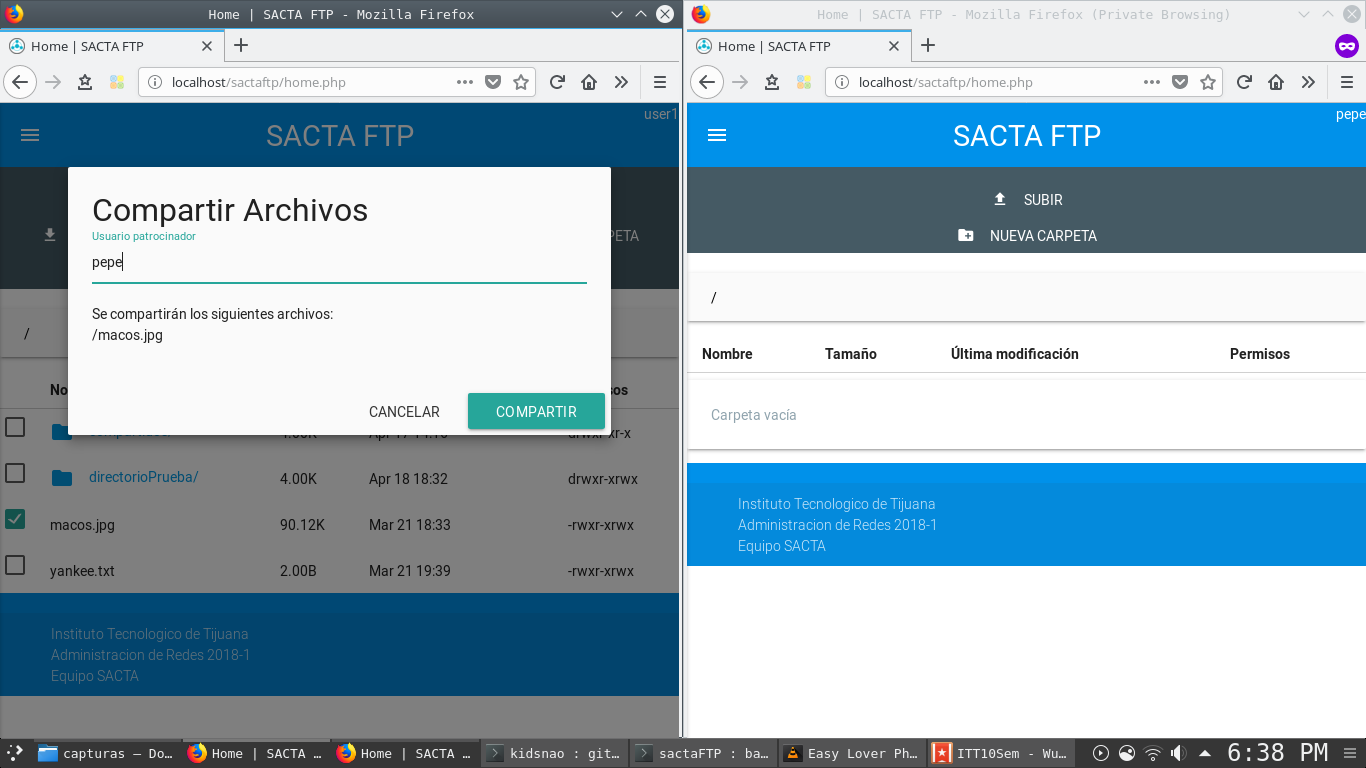 Home | SACTA FTP - Mozilla Firefox
Home | SACTA FTP
localhost/sactaftp/home.php
user1
SACTA FTP
PETA
Compartir Archivos
Usuario patrocinador
pepe
Se compartirán los siguientes archivos:
/macos.jpg
CANCELAR
COMPARTIR
/
No
os
4.00K Apr 17 14:10 drwxr-xr-x
directorioPrueba/ 4.00K Apr 18 18:32 drwxr-xrwx
macos.jpg 90.12K Mar 21 18:33 -rwxr-xrwx
yankee.txt 2.00B Mar 21 19:39 -rwxr-xrwx
Instituto Tecnologico de Tijuana
Administracion de Redes 2018-1
Equipo SACTA
Home | SACTA FTP - Mozilla Firefox (Private Browsing)
Home | SACTA FTP
localhost/sactaftp/home.php
pepe
SACTA FTP
SUBIR
NUEVA CARPETA
/
Nombre Tamaño Última modificación Permisos
Carpeta vacía
Instituto Tecnologico de Tijuana
Administracion de Redes 2018-1
Equipo SACTA
capturas — Do...
Home | SACTA ...
Home | SACTA ...
kidsnao : git...
sactaFTP : ba...
Easy Lover Ph...
ITT10Sem - Wu...
6:38 PM